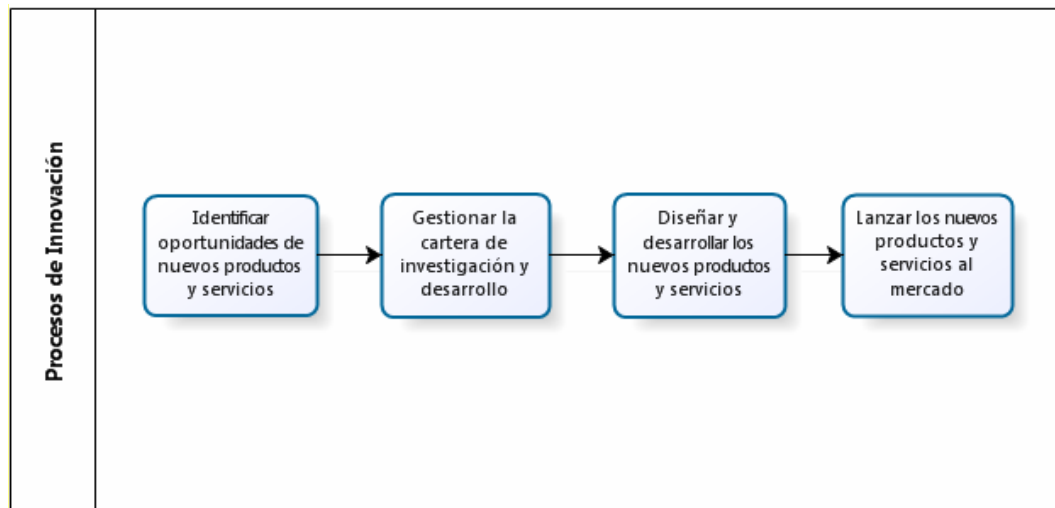 Procesos de Innovación
Identificar
oportunidades de
nuevos productos
y servicios
Gestionar la
cartera de
investigación y
desarrollo
Diseñar y
desarrollar los
nuevos productos
y servicios
Lanzar los nuevos
productos y
servicios al
mercado